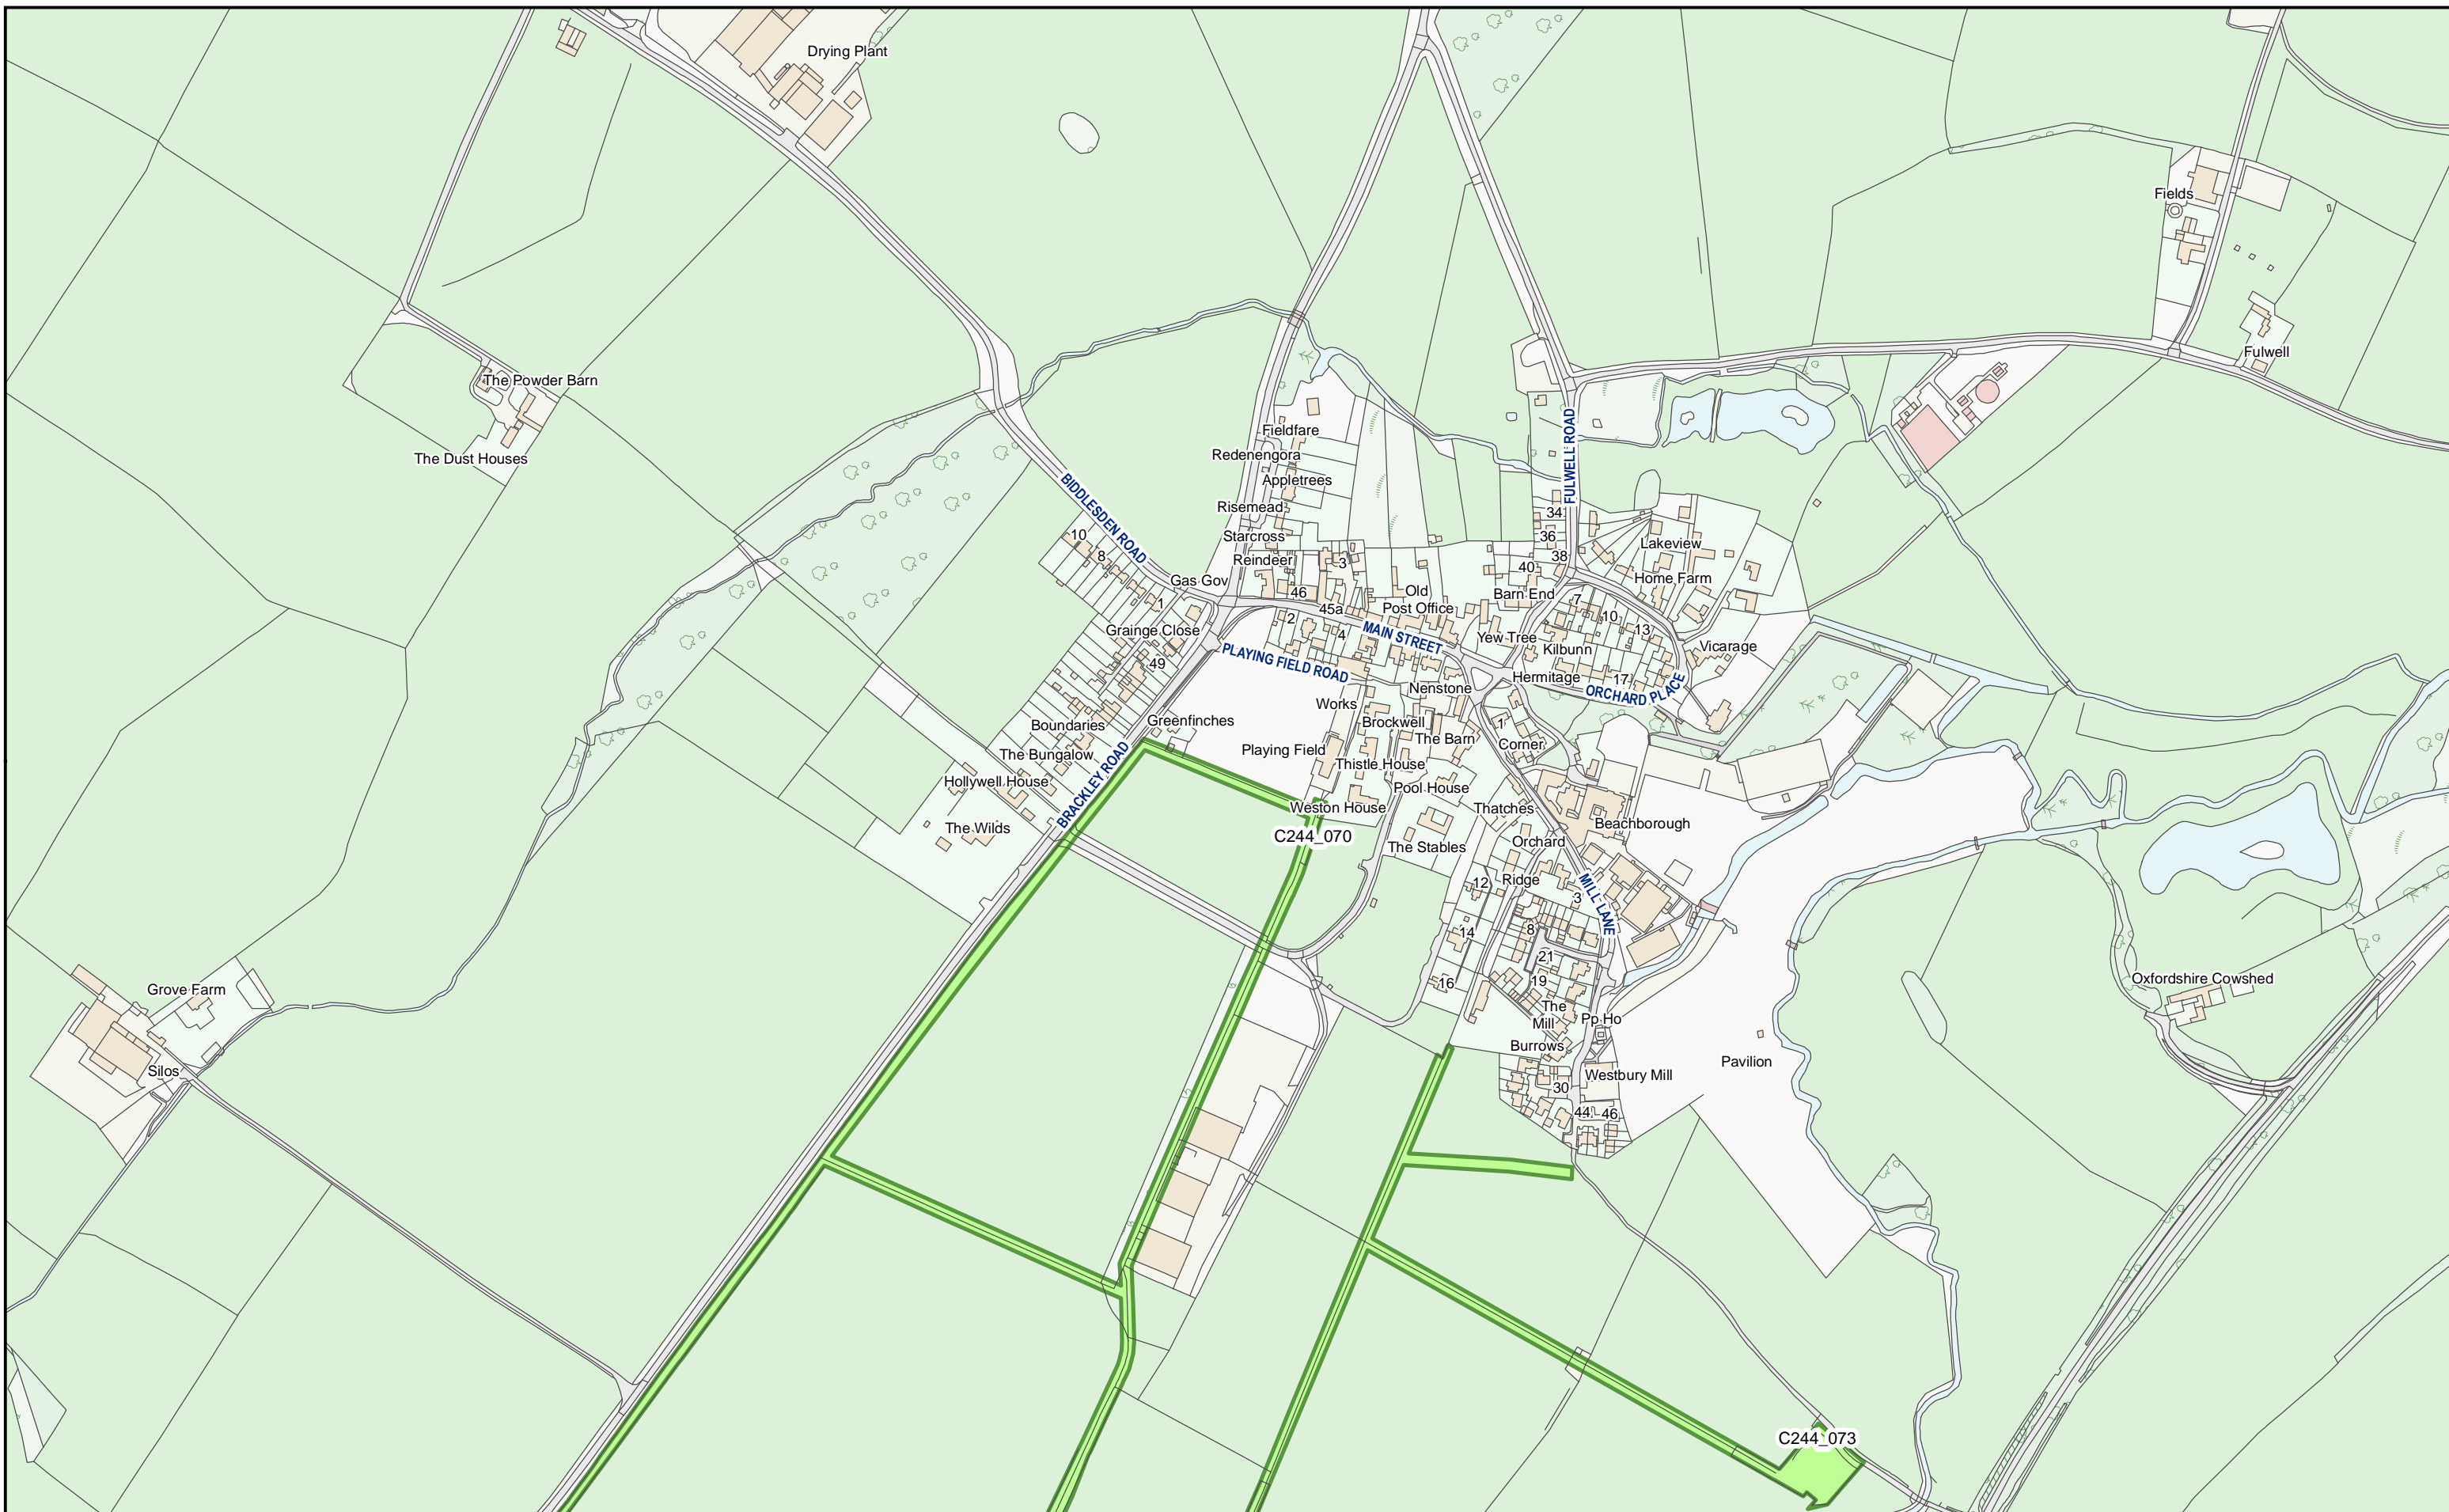 Drying Plant
Fields
Fulwell
The Powder Barn
The Dust Houses
FULWELL ROAD
BIDDLESDEN ROAD
Fieldfare
Redenengora
Appletrees
Risemead
Starcross
Reindeer
3
34
36
38
40
Lakeview
Home Farm
10
8
Gas Gov
1
46
45a
Old
Post Office
Barn End
7
10
13
2
4
MAIN STREET
Grainge Close
49
PLAYING FIELD ROAD
Yew Tree
Kilbunn
Vicarage
Hermitage
17
ORCHARD PLACE
Nenstone
Works
Brockwell
1
Boundaries
Greenfinches
The Barn
Corner
The Bungalow
Playing Field
Thistle House
Hollywell House
Pool House
BRACKLEY ROAD
Weston House
Thatches
The Wilds
C244_070
Beachborough
The Stables
Orchard
12
Ridge
MILL LANE
3
14
8
21
16
19
The
Mill
Pp Ho
Burrows
Pavilion
Westbury Mill
30
44
46
Oxfordshire Cowshed
Grove Farm
Silos
C244_073